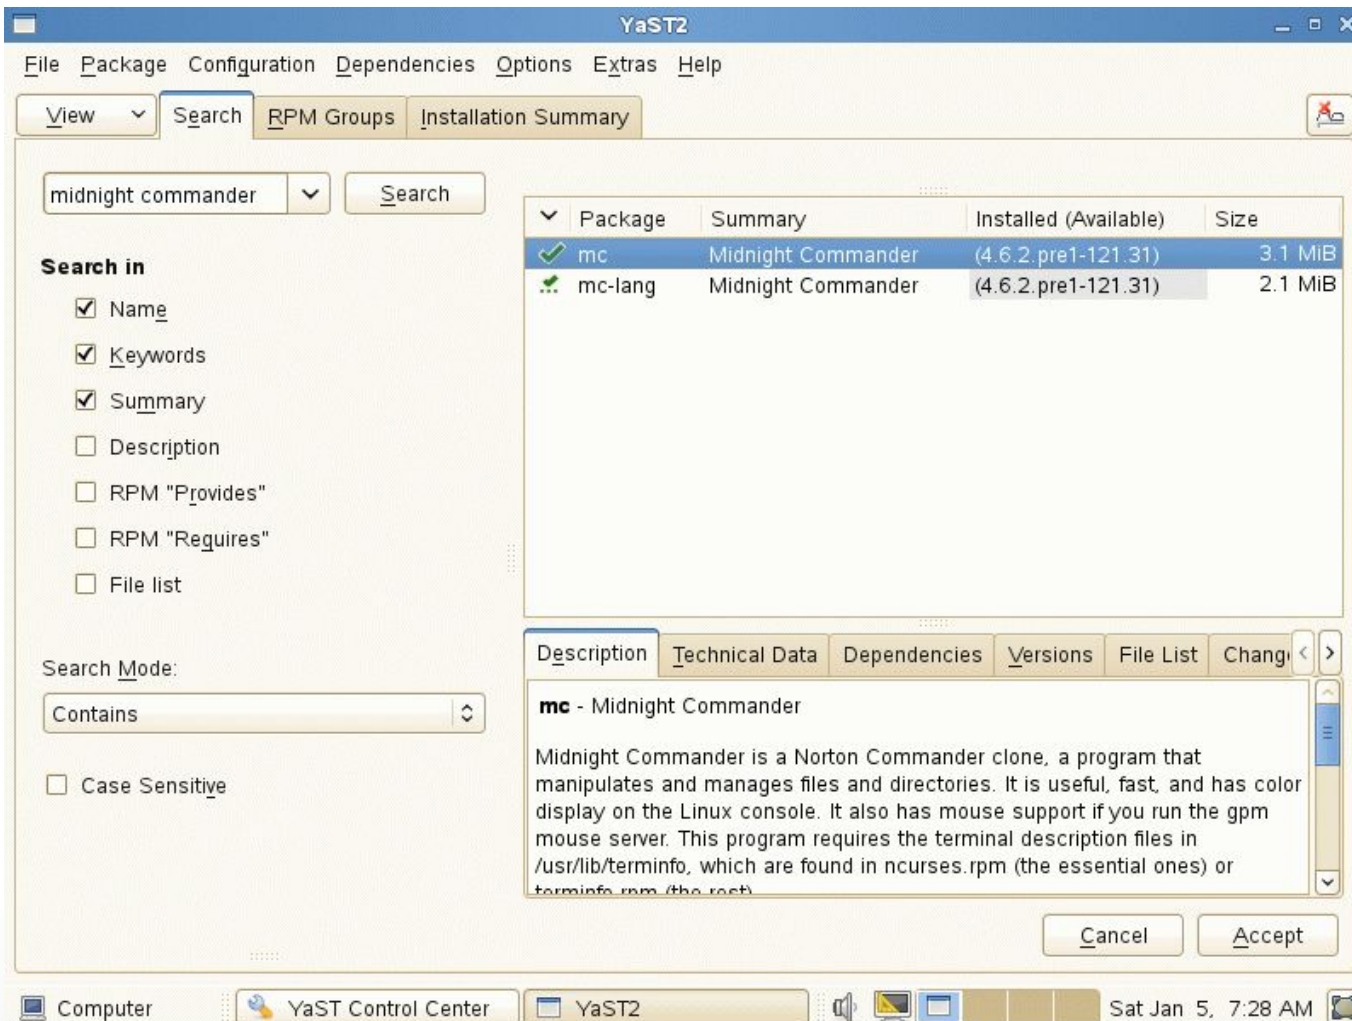 YaST2
File Package Configuration Dependencies Options Extras Help
View Search RPM Groups Installation Summary
midnight commander Search
Search in
Name
Keywords
Summary
Description
RPM "Provides"
RPM "Requires"
File list
Search Mode:
Contains
Case Sensitive
Package Summary Installed (Available) Size
mc Midnight Commander (4.6.2.pre1-121.31) 3.1 MiB
mc-lang Midnight Commander (4.6.2.pre1-121.31) 2.1 MiB
Description Technical Data Dependencies Versions File List Chang
mc - Midnight Commander
Midnight Commander is a Norton Commander clone, a program that
manipulates and manages files and directories. It is useful, fast, and has color
display on the Linux console. It also has mouse support if you run the gpm
mouse server. This program requires the terminal description files in
/usr/lib/terminfo, which are found in ncurses.rpm (the essential ones) or
terminfo.rpm (the rest)
Cancel Accept
Computer YaST Control Center YaST2 Sat Jan 5, 7:28 AM